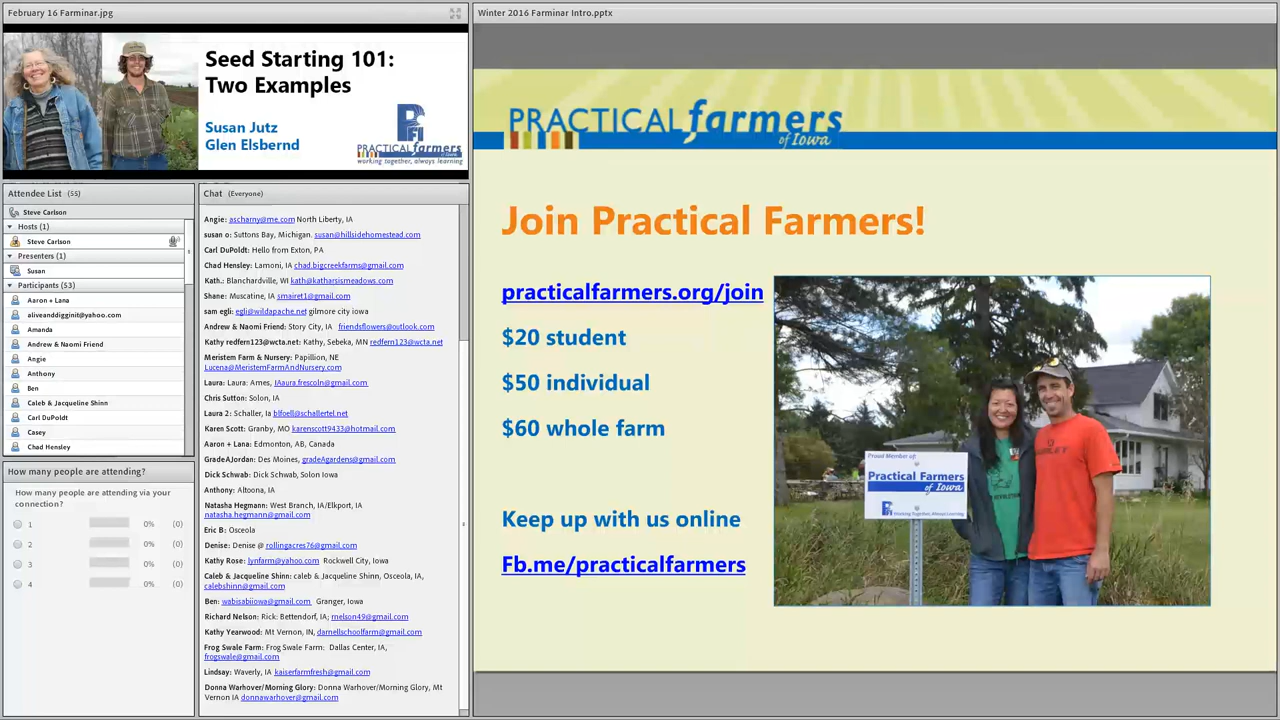 February 16 Farminar.jpg
Seed Starting 101:
Two Examples
Susan Jutz
Glen Elsbernd
PRACTICAL farmers
working together, always learning
Attendee List (55)
Steve Carlson
Hosts (1)
Steve Carlson
Presenters (1)
Susan
Participants (53)
Aaron + Lana
aliveanddigginit@yahoo.com
Amanda
Andrew & Naomi Friend
Angie
Anthony
Ben
Caleb & Jacqueline Shinn
Carl DuPoldt
Casey
Chad Hensley
How many people are attending?
How many people are attending via your
connection?
1 0% (0)
2 0% (0)
3 0% (0)
4 0% (0)
Chat (Everyone)
Angie: ascharny@me.com North Liberty, IA
susan o: Suttons Bay, Michigan. susan@hillsidehomestead.com
Carl DuPoldt: Hello from Exton, PA
Chad Hensley: Lamoni, IA chad.bigcreekfarms@gmail.com
Kath.: Blanchardville, WI kath@katharsismeadows.com
Shane: Muscatine, IA smairet1@gmail.com
sam egli: egli@wildapache.net gilmore city iowa
Andrew & Naomi Friend: Story City, IA friendsflowers@outlook.com
Kathy redfern123@wcta.net: Kathy, Sebeka, MN redfern123@wcta.net
Meristem Farm & Nursery: Papillion, NE
Lucena@MeristemFarmAndNursery.com
Laura: Laura: Ames, IAaura.frescoln@gmail.com
Chris Sutton: Solon, IA
Laura 2: Schaller, Ia blfoell@schallertel.net
Karen Scott: Granby, MO karenscott9433@hotmail.com
Aaron + Lana: Edmonton, AB, Canada
GradeAJordan: Des Moines, gradeAgardens@gmail.com
Dick Schwab: Dick Schwab, Solon Iowa
Anthony: Altoona, IA
Natasha Hegmann: West Branch, IA/Elkport, IA
natasha.hegmann@gmail.com
Eric B: Osceola
Denise: Denise @ rollingacres76@gmail.com
Kathy Rose: lynfarm@yahoo.com Rockwell City, Iowa
Caleb & Jacqueline Shinn: caleb & Jacqueline Shinn, Osceola, IA,
calebshinn@gmail.com
Ben: wabisabiiowa@gmail.com Granger, Iowa
Richard Nelson: Rick: Bettendorf, IA; rnelson49@gmail.com
Kathy Yearwood: Mt Vernon, IN, darnellschoolfarm@gmail.com
Frog Swale Farm: Frog Swale Farm: Dallas Center, IA,
frogswale@gmail.com
Lindsay: Waverly, IA kaiserfarmfresh@gmail.com
Donna Warhover/Morning Glory: Donna Warhover/Morning Glory, Mt
Vernon IA donnawarhover@gmail.com
Winter 2016 Farminar Intro.pptx
PRACTICAL farmers
of Iowa
Join Practical Farmers!
practicalfarmers.org/join
$20 student
$50 individual
$60 whole farm
Keep up with us online
Fb.me/practicalfarmers
Proud Member of:
Practical Farmers
of Iowa
Working Together, Always Learning